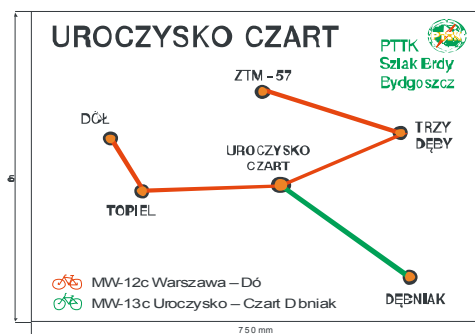 UROCZYSKO CZART
PTTK
Szlak Brdy
Bydgoszcz
ZTM – 57
DÓŁ
TRZY
DĘBY
UROCZYSKO
CZART
TOPIEL
DĘBNIAK
MW–12c Warszawa – Dó
MW–13c Uroczysko – Czart D bniak
750 mm